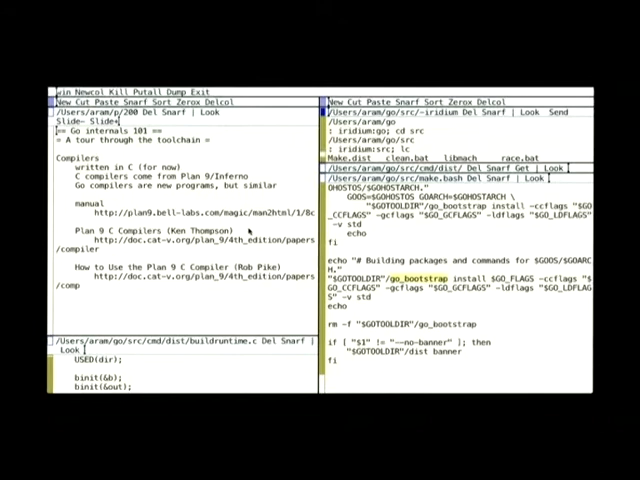 win Newcol Kill Putall Dump Exit
New Cut Paste Snarf Sort Zerox Delcol
/Users/aram/p/200 Del Snarf | Look
Slide- Slide+
== Go internals 101 ==
= A tour through the toolchain =
Compilers
written in C (for now)
C compilers come from Plan 9/Inferno
Go compilers are new programs, but similar
manual
http://plan9.bell-labs.com/magic/man2html/1/8c
Plan 9 C Compilers (Ken Thompson)
http://doc.cat-v.org/plan_9/4th_edition/papers
/compiler
How to Use the Plan 9 C Compiler (Rob Pike)
http://doc.cat-v.org/plan_9/4th_edition/papers
/comp
/Users/aram/go/src/cmd/dist/buildruntime.c Del Snarf |
Look
USED(dir);
binit(&b);
binit(&out);
New Cut Paste Snarf Sort Zerox Delcol
/Users/aram/go/src/-iridium Del Snarf | Look Send
/Users/aram/go
: iridium:go; cd src
/Users/aram/go/src
: iridium:src; lc
Make.dist clean.bat libmach race.bat
/Users/aram/go/src/cmd/dist/ Del Snarf Get | Look
/Users/aram/go/src/make.bash Del Snarf | Look
OHOSTOS/$GOHOSTARCH."
GOOS=$GOHOSTOS GOARCH=$GOHOSTARCH \
"$GOTOOLDIR"/go_bootstrap install -ccflags "$GO
_CCFLAGS" -gcflags "$GO_GCFLAGS" -ldflags "$GO_LDFLAGS"
-v std
echo
fi
echo "# Building packages and commands for $GOOS/$GOARC
H."
"$GOTOOLDIR"/go_bootstrap install $GO_FLAGS -ccflags "$
GO_CCFLAGS" -gcflags "$GO_GCFLAGS" -ldflags "$GO_LDFLAG
S" -v std
echo
rm -f "$GOTOOLDIR"/go_bootstrap
if [ "$1" != "--no-banner" ]; then
"$GOTOOLDIR"/dist banner
fi